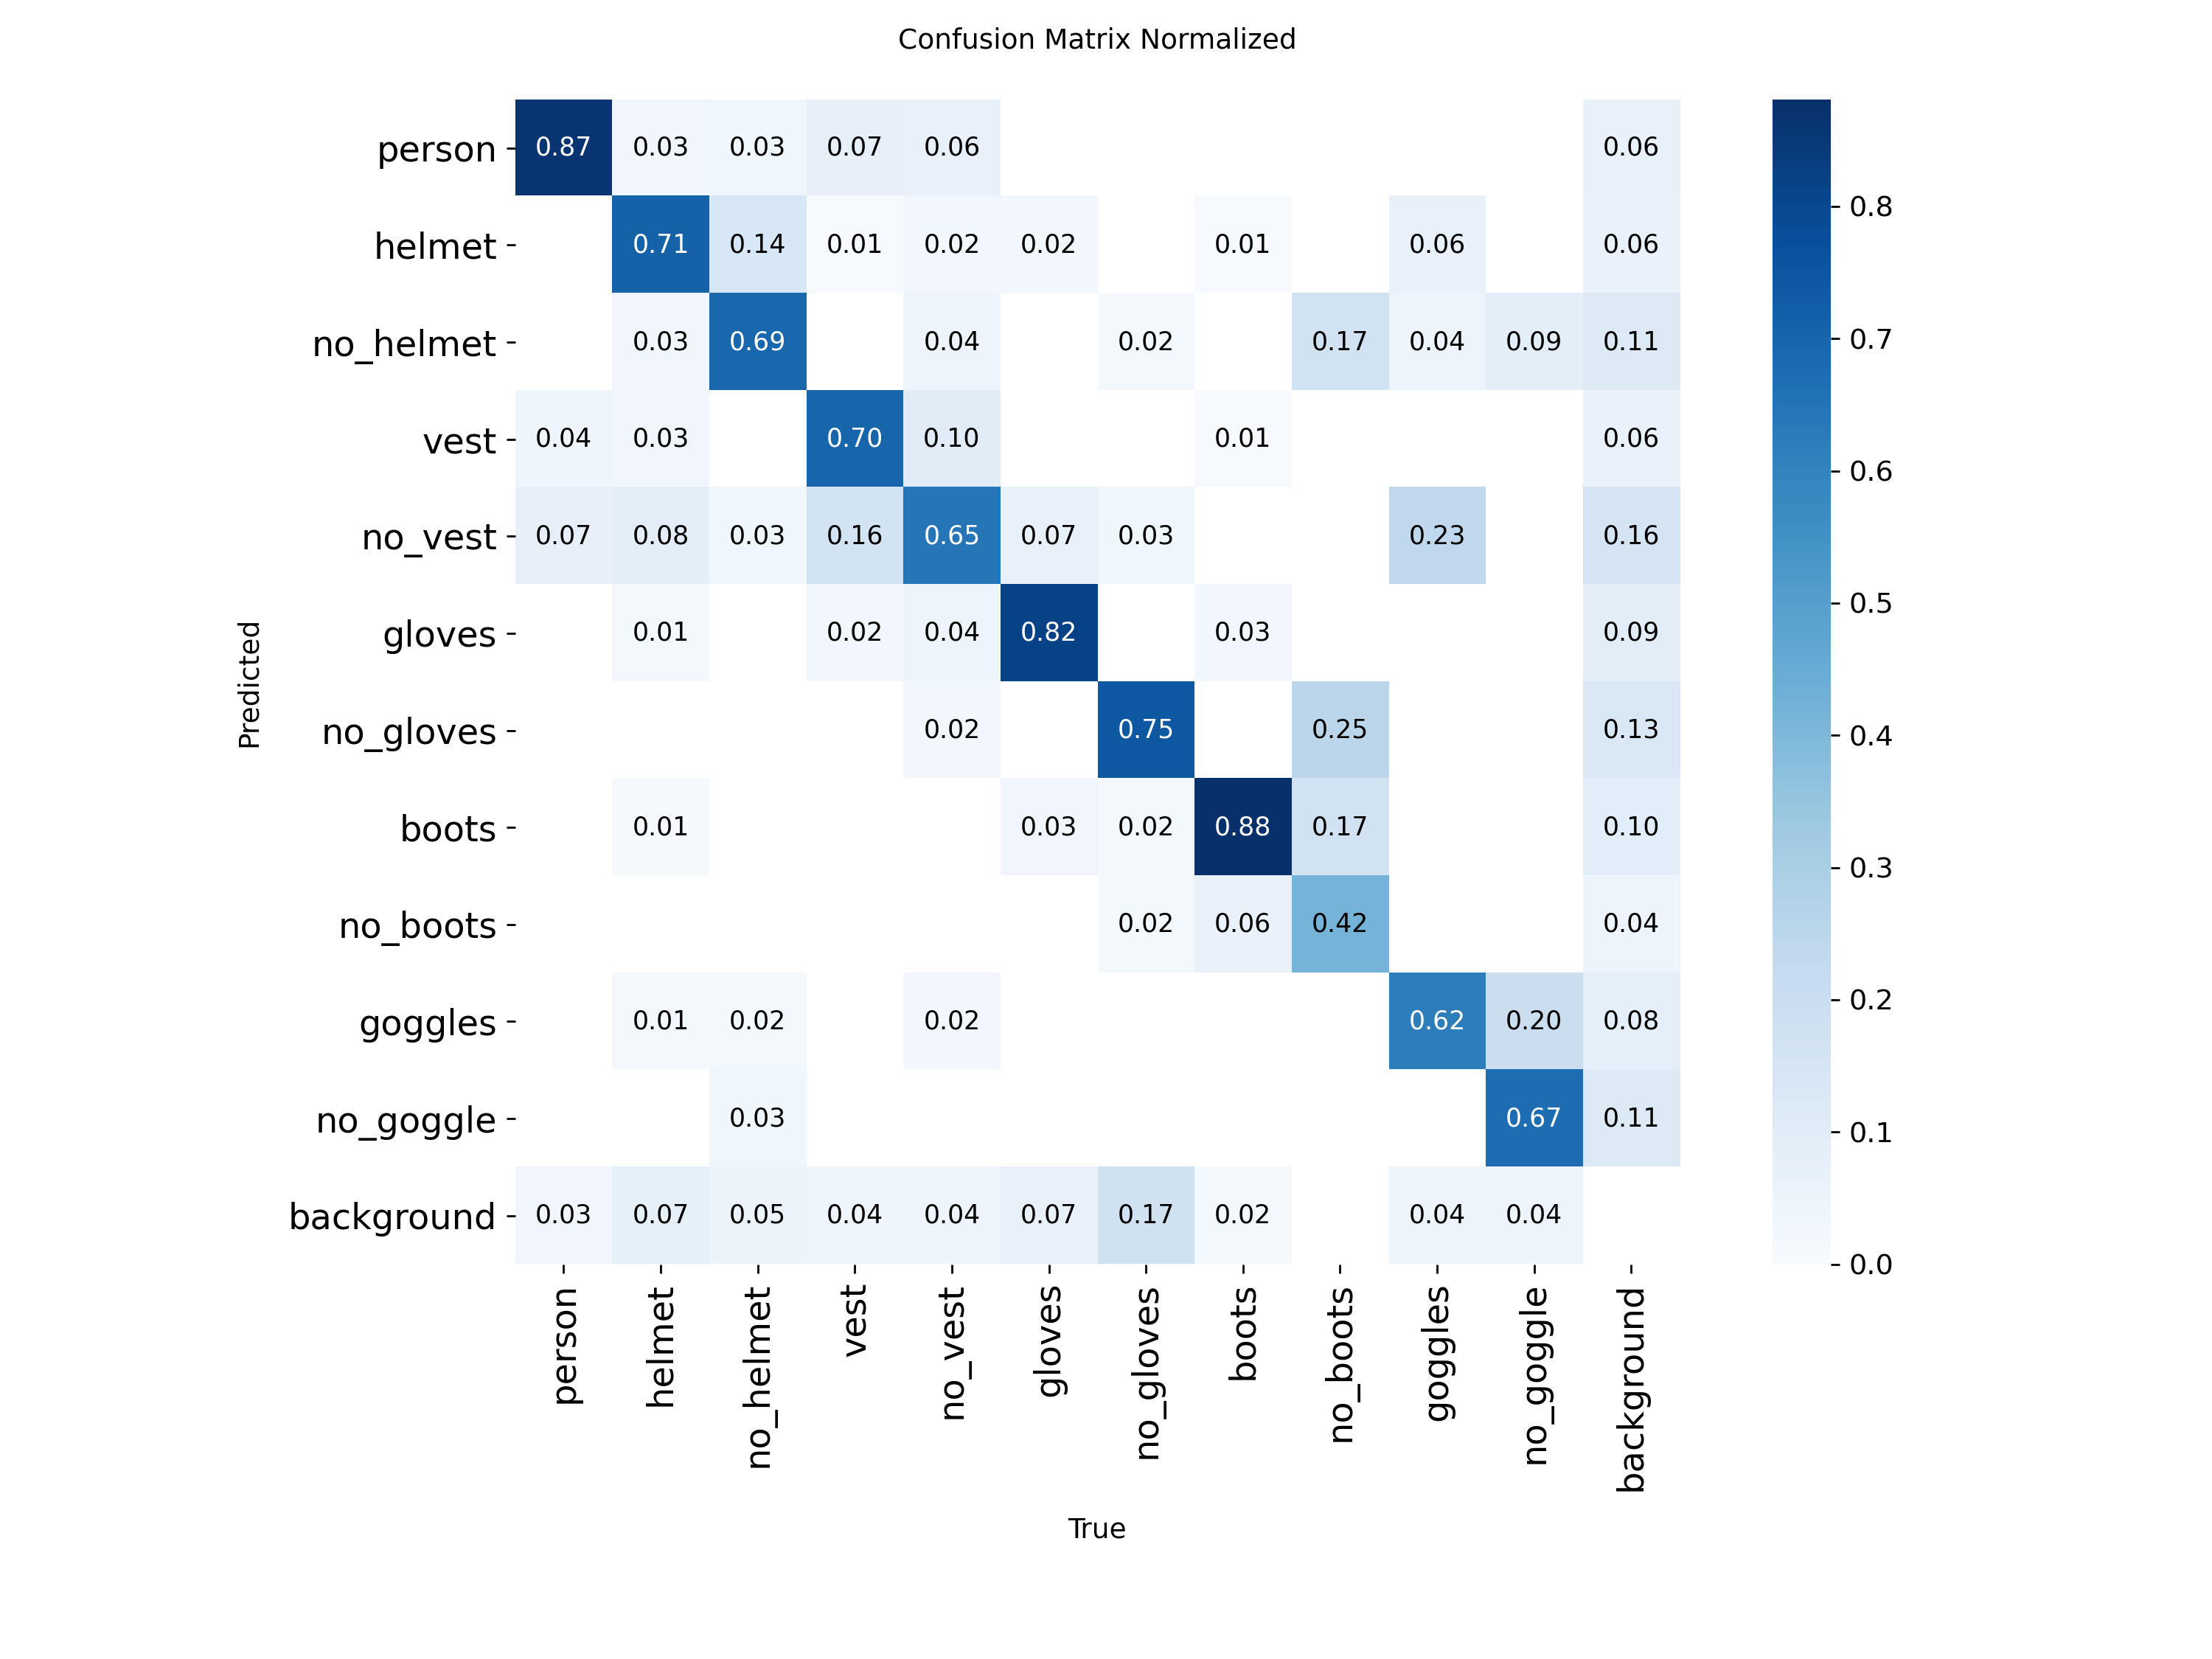 Confusion Matrix Normalized
person 0.87 0.03 0.03 0.07 0.06 0.06
helmet 0.71 0.14 0.01 0.02 0.02 0.01 0.06 0.06
no_helmet 0.03 0.69 0.04 0.02 0.17 0.04 0.09 0.11
vest 0.04 0.03 0.70 0.10 0.01 0.06
no_vest 0.07 0.08 0.03 0.16 0.65 0.07 0.03 0.23 0.16
gloves 0.01 0.02 0.04 0.82 0.03 0.09
no_gloves 0.02 0.75 0.25 0.13
boots 0.01 0.03 0.02 0.88 0.17 0.10
no_boots 0.02 0.06 0.42 0.04
goggles 0.01 0.02 0.02 0.62 0.20 0.08
no_goggle 0.03 0.67 0.11
background 0.03 0.07 0.05 0.04 0.04 0.07 0.17 0.02 0.04 0.04
Predicted
person helmet no_helmet vest no_vest gloves no_gloves boots no_boots goggles no_goggle background
True
0.8
0.7
0.6
0.5
0.4
0.3
0.2
0.1
0.0